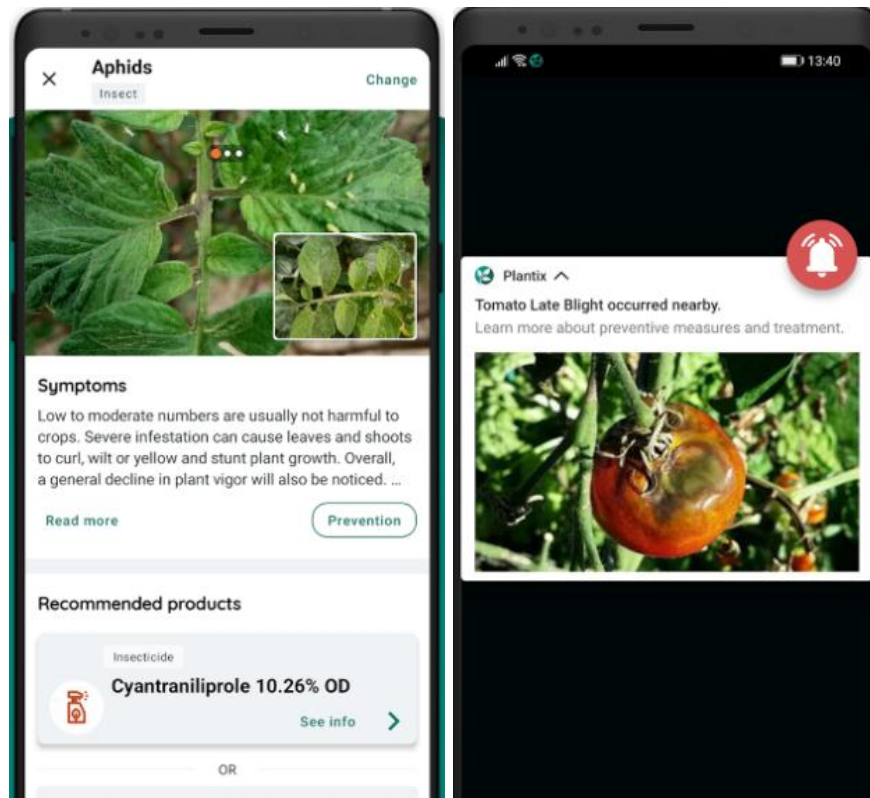 Aphids
Insect
Change
Symptoms
Low to moderate numbers are usually not harmful to
crops. Severe infestation can cause leaves and shoots
to curl, wilt or yellow and stunt plant growth. Overall,
a general decline in plant vigor will also be noticed. ...
Read more
Prevention
Recommended products
Insecticide
Cyantraniliprole 10.26% OD
See info
OR
13:40
Plantix
Tomato Late Blight occurred nearby.
Learn more about preventive measures and treatment.